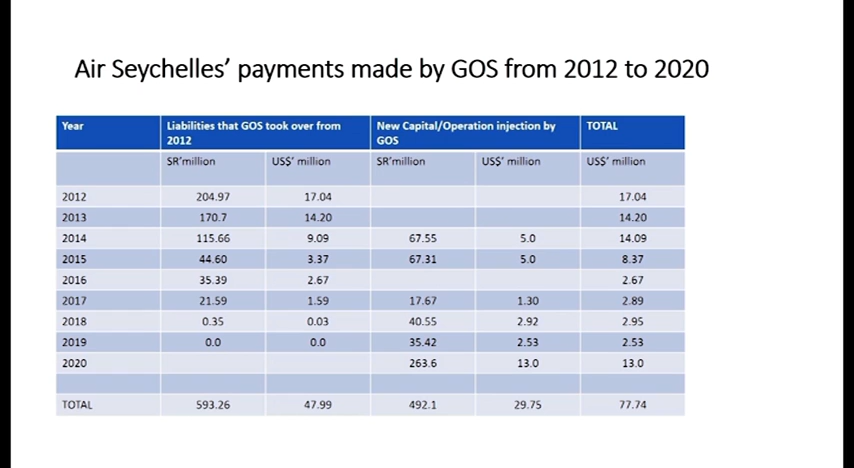 Air Seychelles’ payments made by GOS from 2012 to 2020
Year Liabilities that GOS took over from 2012 New Capital/Operation injection by GOS TOTAL
SR'million US$' million SR'million US$' million US$' million
2012 204.97 17.04 17.04
2013 170.7 14.20 14.20
2014 115.66 9.09 67.55 5.0 14.09
2015 44.60 3.37 67.31 5.0 8.37
2016 35.39 2.67 2.67
2017 21.59 1.59 17.67 1.30 2.89
2018 0.35 0.03 40.55 2.92 2.95
2019 0.0 0.0 35.42 2.53 2.53
2020 263.6 13.0 13.0
TOTAL 593.26 47.99 492.1 29.75 77.74